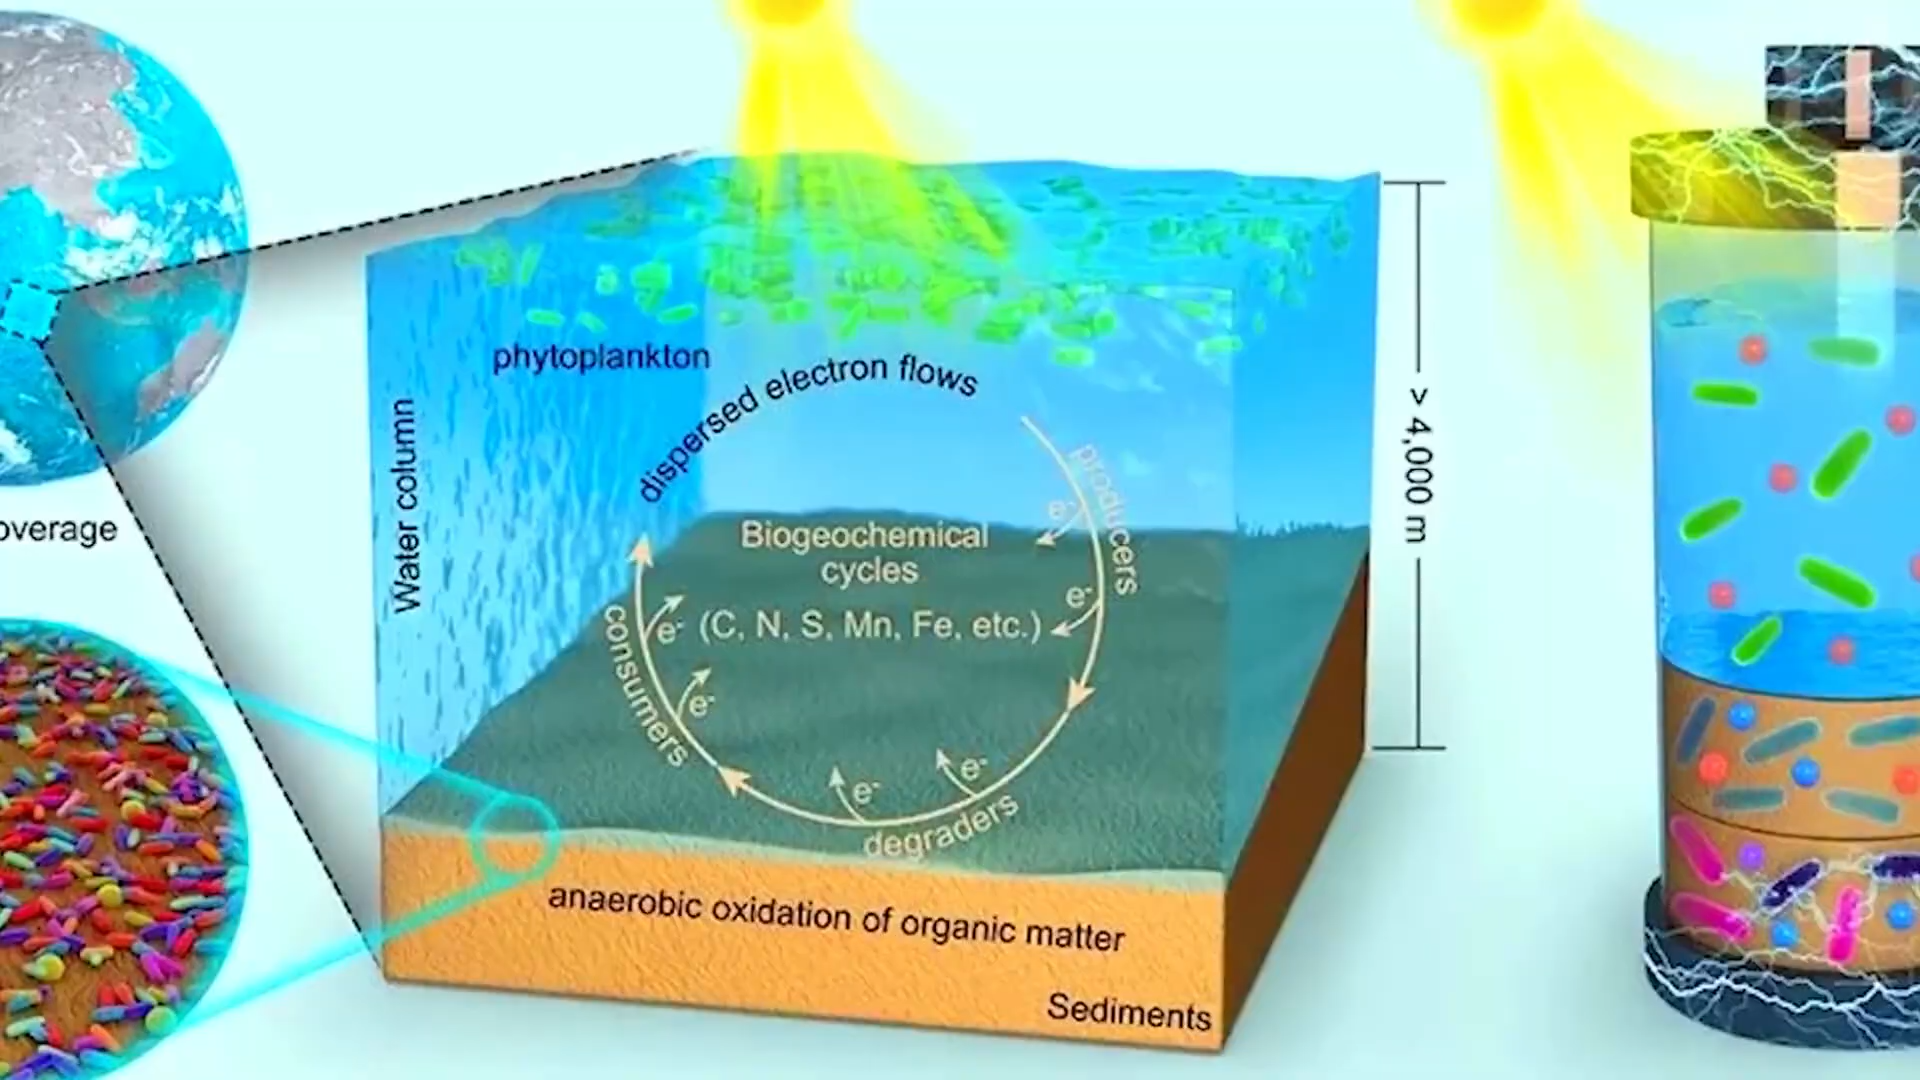 phytoplankton
dispersed electron flows
Water column
producers
> 4,000 m
Biogeochemical
cycles
(C, N, S, Mn, Fe, etc.)
e-
e-
e-
e-
e-
e-
consumers
degraders
anaerobic oxidation of organic matter
Sediments